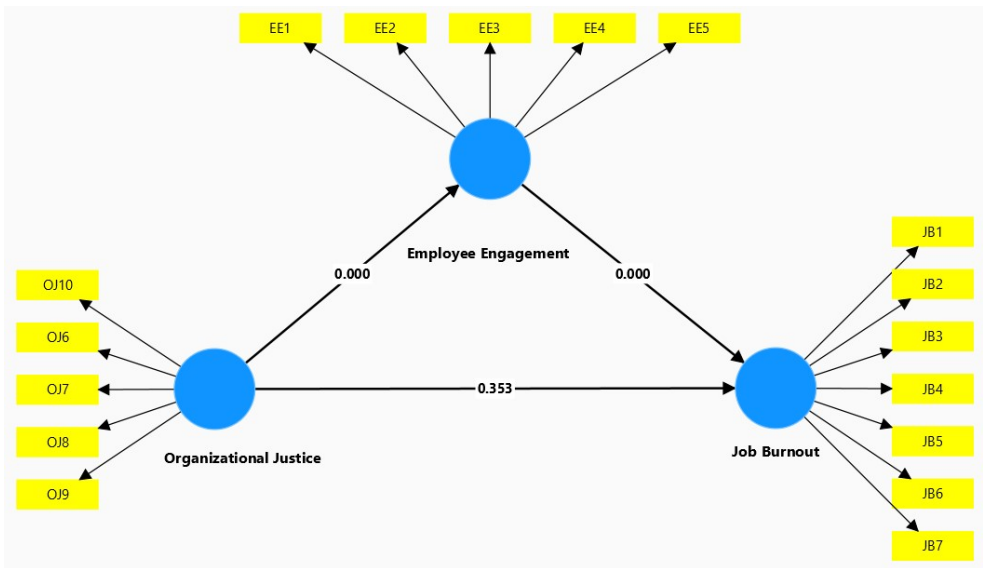 EE1
EE2
EE3
EE4
EE5
Employee Engagement
0.000
0.000
OJ10
OJ6
OJ7
OJ8
OJ9
Organizational Justice
0.353
JB1
JB2
JB3
JB4
JB5
JB6
JB7
Job Burnout